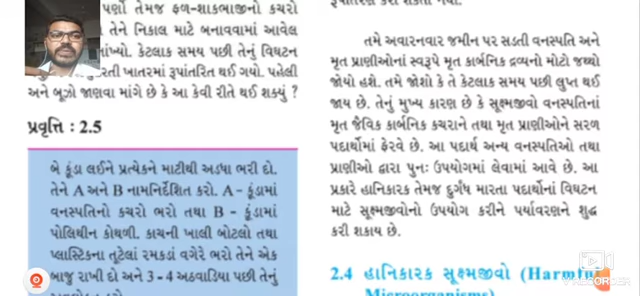 પર્ણો તેમજ ફળ-શાકભાજીનો કચરો
તેને નિકાલ માટે બનાવવામાં આવેલ
નાંખ્યો. કેટલાક સમય પછી તેનું વિઘટન
ખાતરમાં રૂપાંતરિત થઈ ગયો. પહેલી
અને બૂઝો જાણવા માંગે છે કે આ કેવી રીતે થઈ શક્યું ?
પ્રવૃત્તિ : 2.5
બે કૂંડા લઈને પ્રત્યેકને માટીથી અડધા ભરી દો.
તેને A અને B નામનિર્દેશિત કરો. A - કૂંડામાં
વનસ્પતિનો કચરો ભરો તથા B - કૂંડામાં
પોલિથીન કોથળી. કાચની ખાલી બોટલો તથા
પ્લાસ્ટિકના તૂટેલાં રમકડાં વગેરે ભરો તેને એક
બાજુ રાખી દો અને 3 - 4 અઠવાડિયા પછી તેનું
તમે અવારનવાર જમીન પર સડતી વનસ્પતિ અને
મૃત પ્રાણીઓનાં સ્વરૂપે મૃત કાર્બનિક દ્રવ્યનો મોટો જથ્થો
જોયો હશે. તમે જોશો કે તે કેટલાક સમય પછી લુપ્ત થઈ
જાય છે. તેનું મુખ્ય કારણ છે કે સૂક્ષ્મજીવો વનસ્પતિનાં
મૃત જૈવિક કાર્બનિક કચરાને તથા મૃત પ્રાણીઓને સરળ
પદાર્થોમાં ફેરવે છે. આ પદાર્થ અન્ય વનસ્પતિઓ તથા
પ્રાણીઓ દ્વારા પુનઃ ઉપયોગમાં લેવામાં આવે છે. આ
પ્રકારે હાનિકારક તેમજ દુર્ગંધ મારતા પદાર્થોનાં વિઘટન
માટે સૂક્ષ્મજીવોનો ઉપયોગ કરીને પર્યાવરણને શુદ્ધ
કરી શકાય છે.
2.4 હાનિકારક સૂક્ષ્મજીવો (Harmful
Microorganisms)
RECORDER